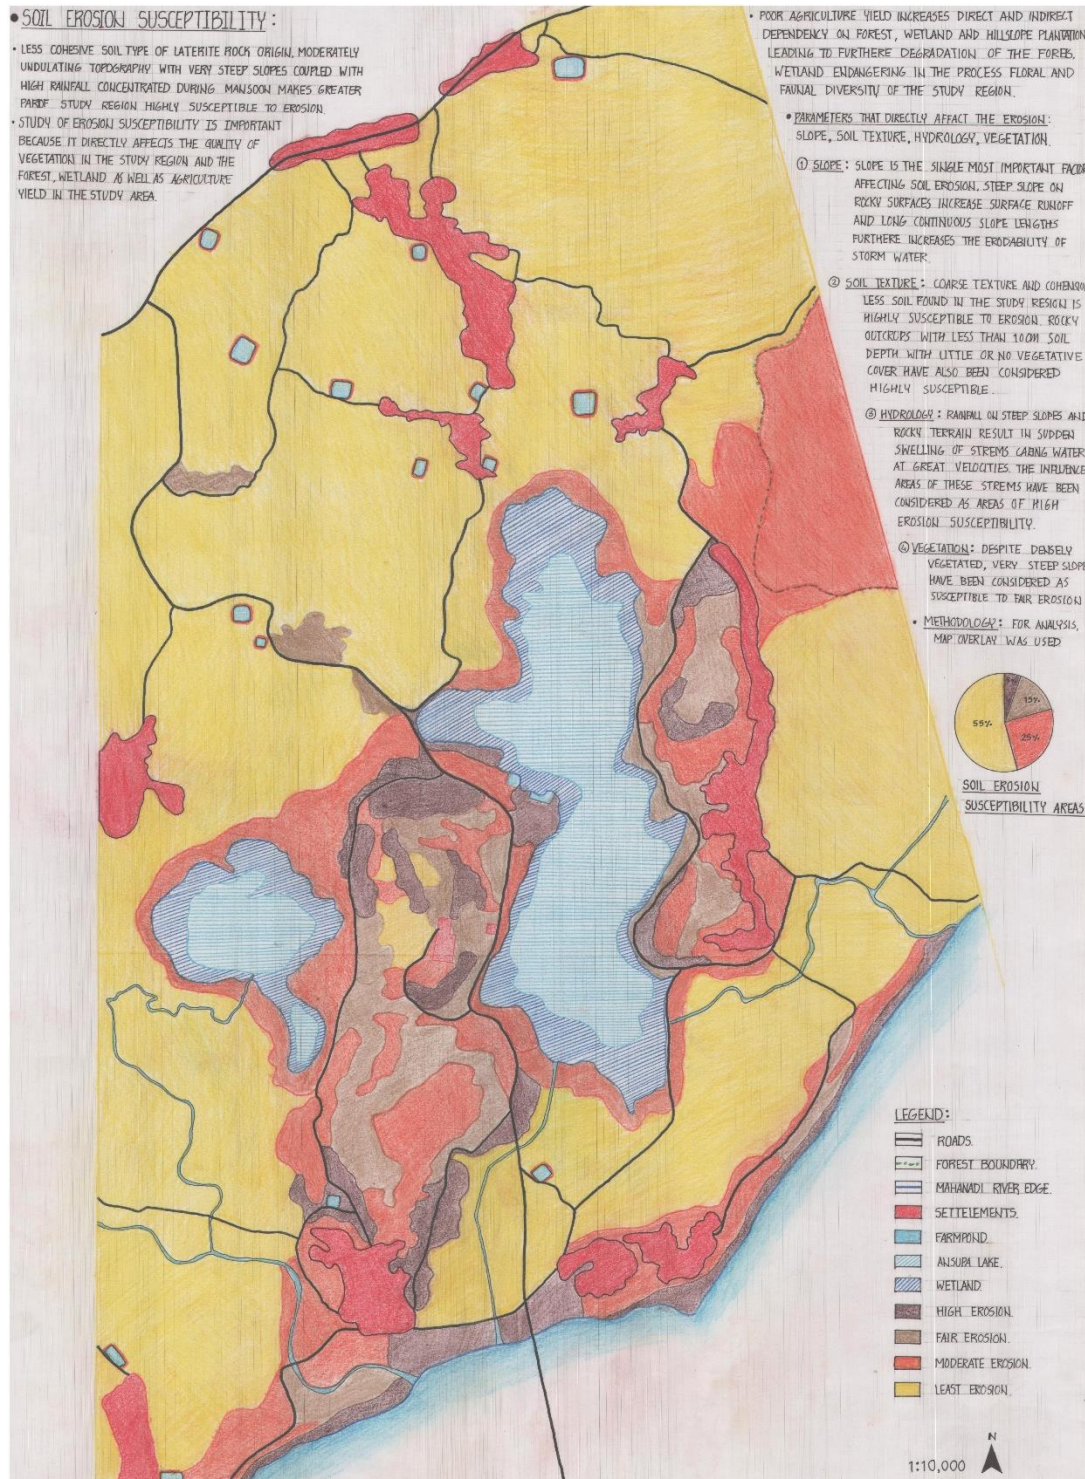 • SOIL EROSION SUSCEPTIBILITY:
• LESS COHESIVE SOIL TYPE OF LATERITE ROCK ORIGIN, MODERATELY
UNDULATING TOPOGRAPHY WITH VERY STEEP SLOPES COUPLED WITH
HIGH RAINFALL CONCENTRATED DURING MANSOON MAKES GREATER
STUDY REGION HIGHLY SUSCEPTIBLE TO EROSION.
• STUDY OF EROSION SUSCEPTIBILITY IS IMPORTANT
BECAUSE IT DIRECTLY AFFECTS THE QUALITY OF
VEGETATION IN THE STUDY REGION AND THE
FOREST, WETLAND AS WELL AS AGRICULTURE
YIELD IN THE STUDY AREA.
• POOR AGRICULTURE YIELD INCREASES DIRECT AND INDIRECT
DEPENDENCY ON FOREST, WETLAND AND HILLSLOPE PLANTATION
LEADING TO FURTHERE DEGRADATION OF THE
WETLAND ENDANGERING IN THE PROCESS FLORAL AND
FAUNAL DIVERSITY OF THE STUDY REGION.
• PARAMETERS THAT DIRECTLY AFFACT THE EROSION:
SLOPE, SOIL TEXTURE, HYDROLOGY, VEGETATION.
① SLOPE: SLOPE IS THE SINGLE MOST IMPORTANT FACTOR
AFFECTING SOIL EROSION, STEEP SLOPE ON
ROCKY SURFACES INCREASE SURFACE RUNOFF
AND LONG CONTINUOUS SLOPE LENGTHS
FURTHERE INCREASES THE ERODABILITY OF
STORM WATER.
② SOIL TEXTURE: COARSE TEXTURE AND
LESS SOIL FOUND IN THE STUDY RESION IS
HIGHLY SUSCEPTIBLE TO EROSION. ROCKY
OUTCROPS WITH LESS THAN SOIL
DEPTH WITH LITTLE OR NO VEGETATIVE
COVER HAVE ALSO BEEN CONSIDERED
HIGHLY SUSCEPTIBLE.
③ HYDROLOGY: RAINFALL ON STEEP SLOPES AND
ROCKY TERRAIN RESULT IN SUDDEN
SWELLING OF STREMS WATER
AT GREAT VELOCITIES. THE INFLUENCE
AREAS OF THESE STREMS HAVE BEEN
CONSIDERED AS AREAS OF HIGH
EROSION SUSCEPTIBILITY.
④ VEGETATION: DESPITE DENSELY
VEGETATED, VERY STEEP SLOPE
HAVE BEEN CONSIDERED AS
SUSCEPTIBLE TO FAIR EROSION
• METHODOLOGY: FOR ANALYSIS,
MAP OVERLAY WAS USED
15%
55%
25%
SOIL EROSION
SUSCEPTIBILITY AREAS
LEGEND:
ROADS.
FOREST BOUNDARY.
MAHANADI RIVER EDGE.
SETTELEMENTS.
FARMPOND.
ANSUPA LAKE.
WETLAND.
HIGH EROSION.
FAIR EROSION.
MODERATE EROSION.
LEAST EROSION.
N
1:10,000